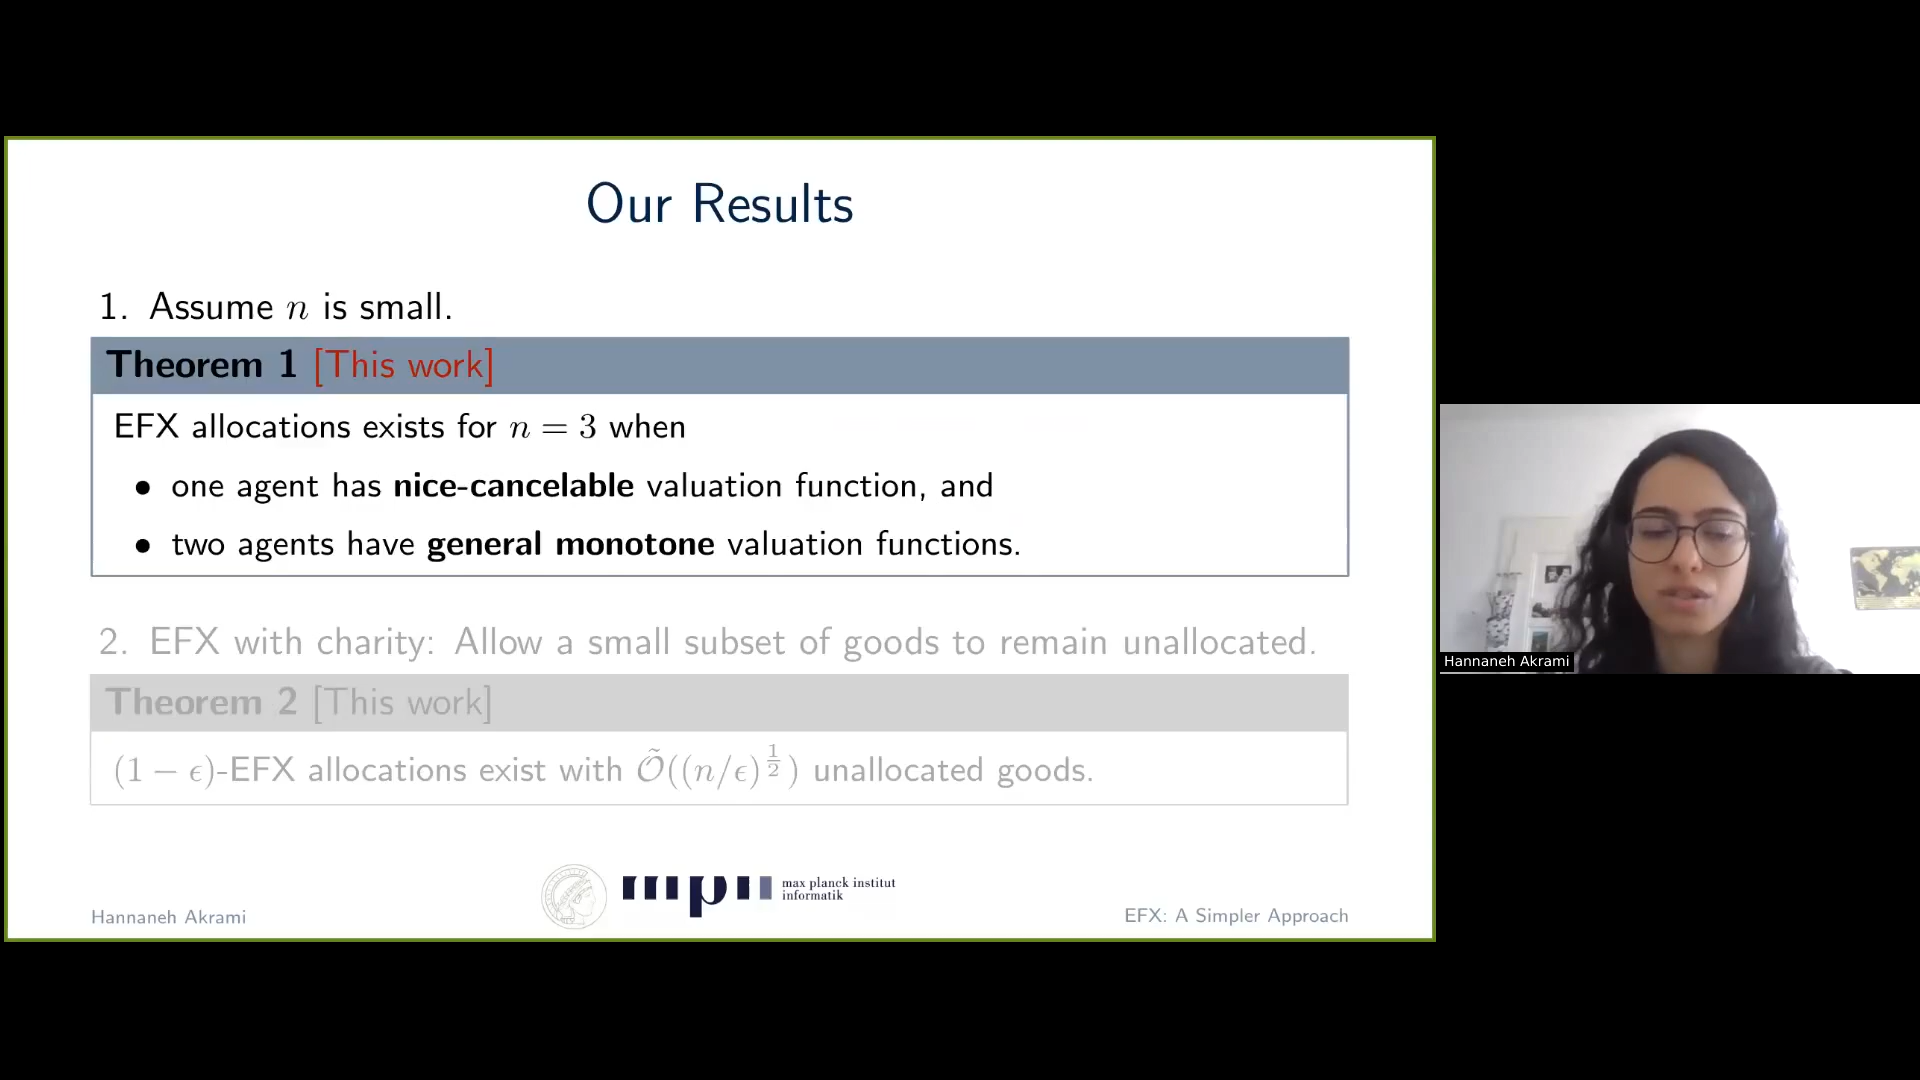 Our Results
1. Assume n is small.
Theorem 1 [This work]
EFX allocations exists for n = 3 when
• one agent has nice-cancelable valuation function, and
• two agents have general monotone valuation functions.
2. EFX with charity: Allow a small subset of goods to remain unallocated.
Theorem 2 [This work]
(1 − ϵ)-EFX allocations exist with Õ((n/ϵ)^{1/2}) unallocated goods.
Hannaneh Akrami
mpii max planck institut
informatik
EFX: A Simpler Approach
Hannaneh Akrami